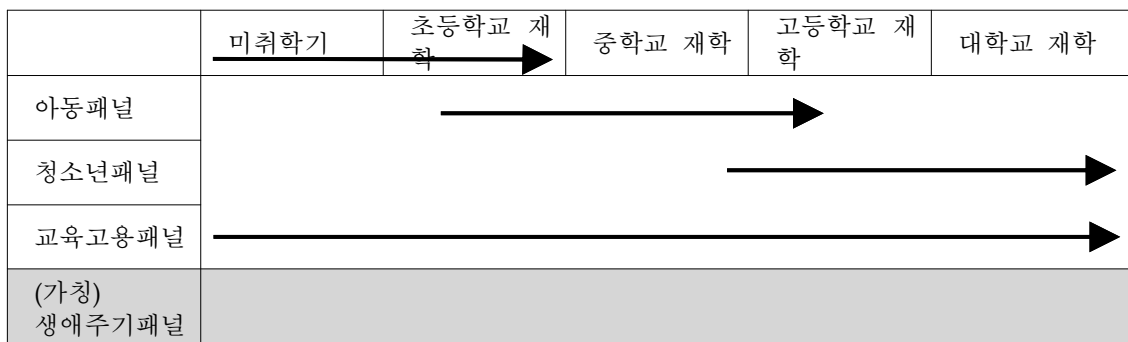 미취학기
초등학교 재
학
중학교 재학
고등학교 재
학
대학교 재학
아동패널
청소년패널
교육고용패널
(가칭)
생애주기패널